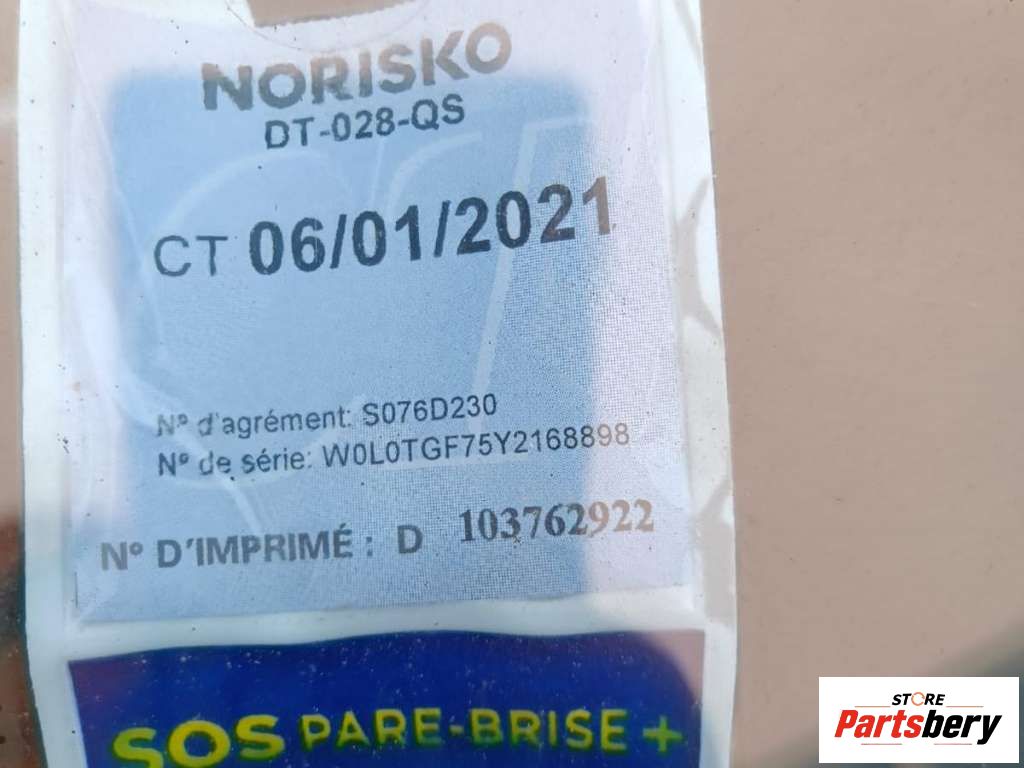 NORISKO
DT-028-QS
CT 06/01/2021
N° d'agrément: S076D230
N° de série: W0L0TGF75Y2168898
N° D'IMPRIMÉ : D 103762922
SOS PARE-BRISE +
STORE
Partsbery